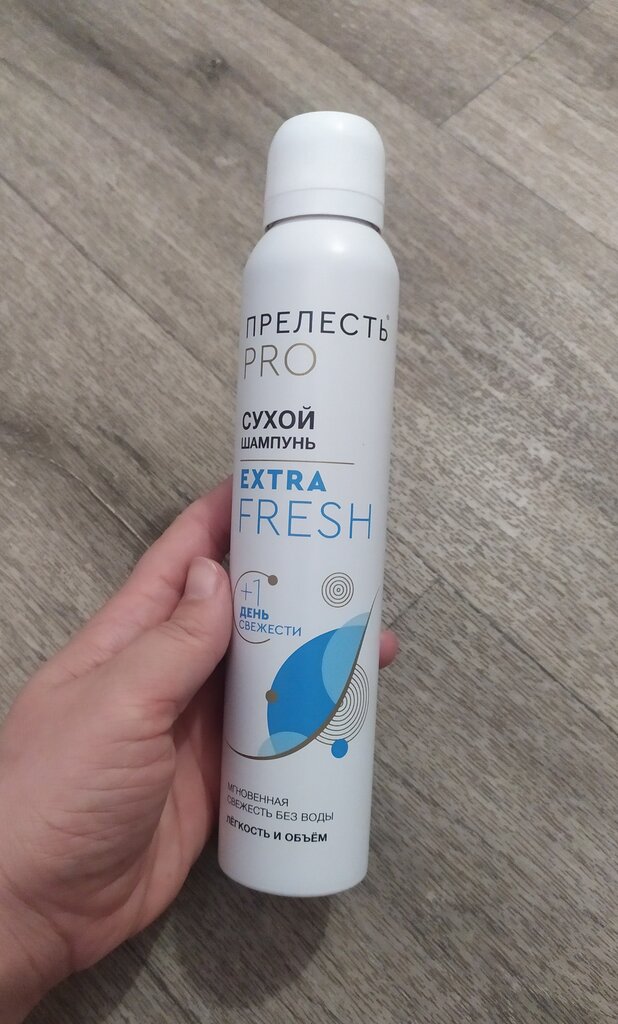 ПРЕЛЕСТЬ®
PRO
СУХОЙ
ШАМПУНЬ
EXTRA
FRESH
+1
ДЕНЬ
СВЕЖЕСТИ
МГНОВЕННАЯ
СВЕЖЕСТЬ БЕЗ ВОДЫ
ЛЁГКОСТЬ И ОБЪЁМ